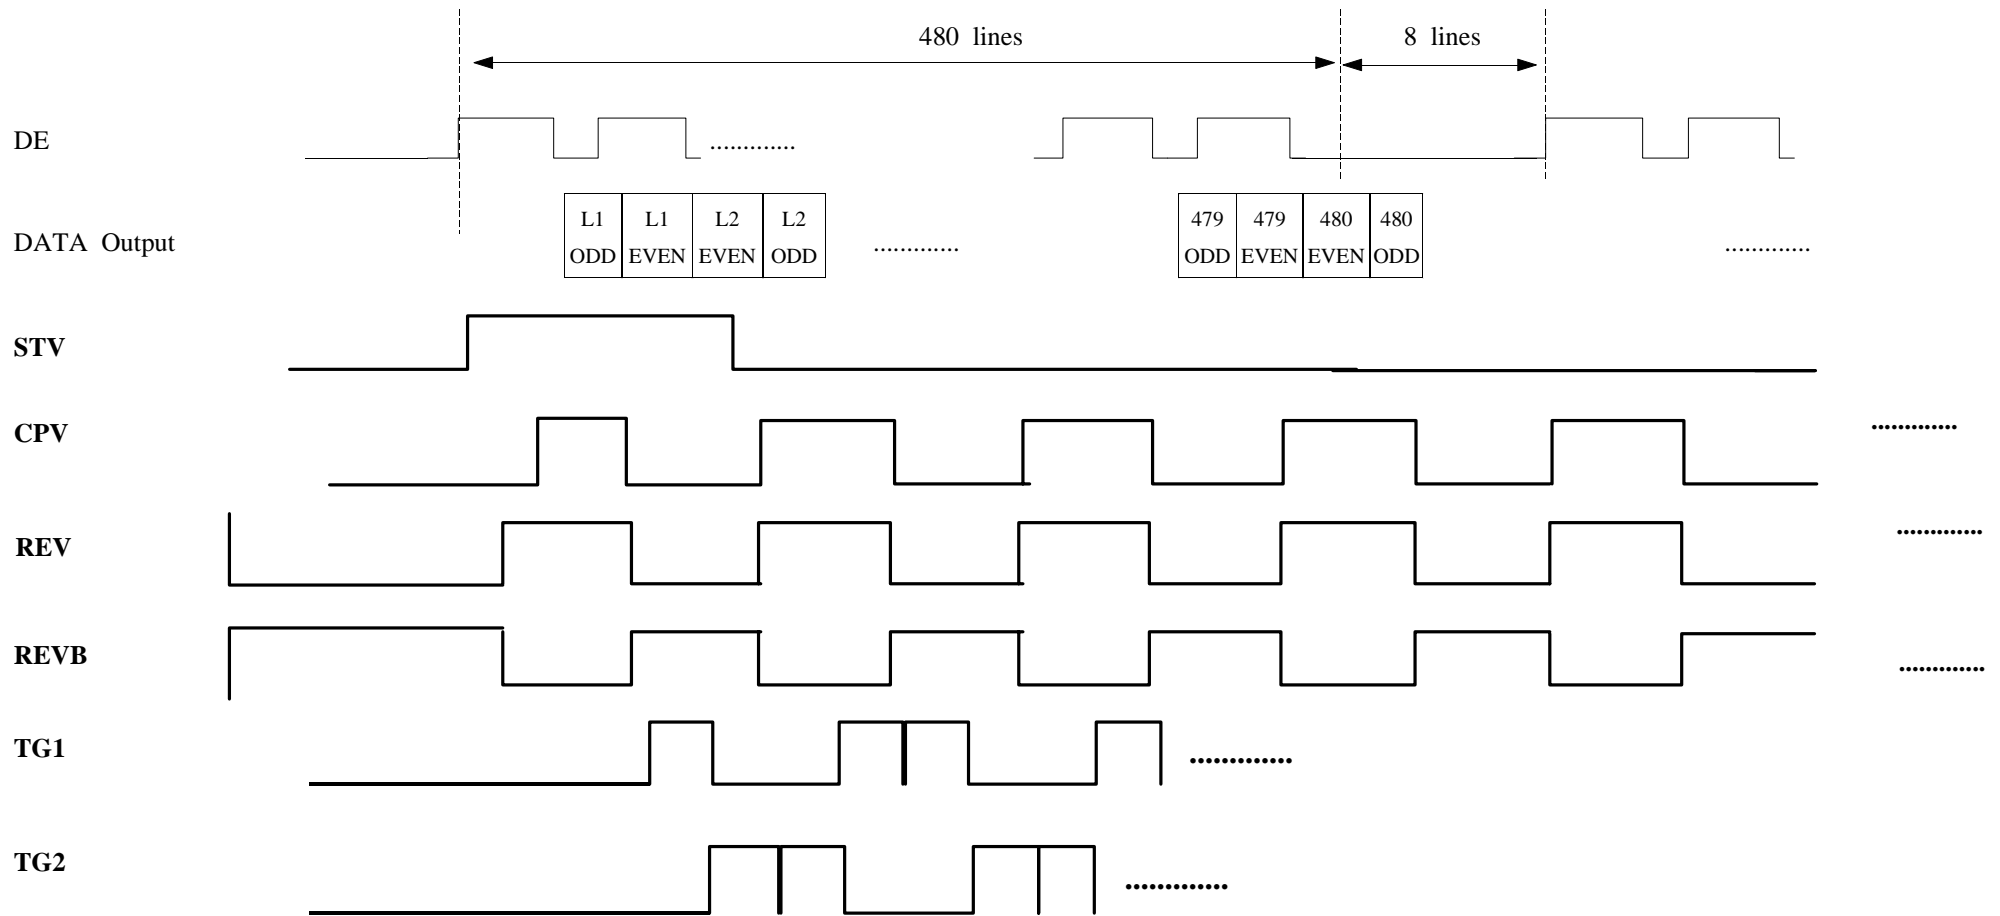 480 lines
8 lines
DE
.............
DATA Output
L1 L1 L2 L2
ODD EVEN EVEN ODD
.............
479 479 480 480
ODD EVEN EVEN ODD
.............
STV
CPV
.............
REV
.............
REVB
.............
TG1
.............
TG2
.............